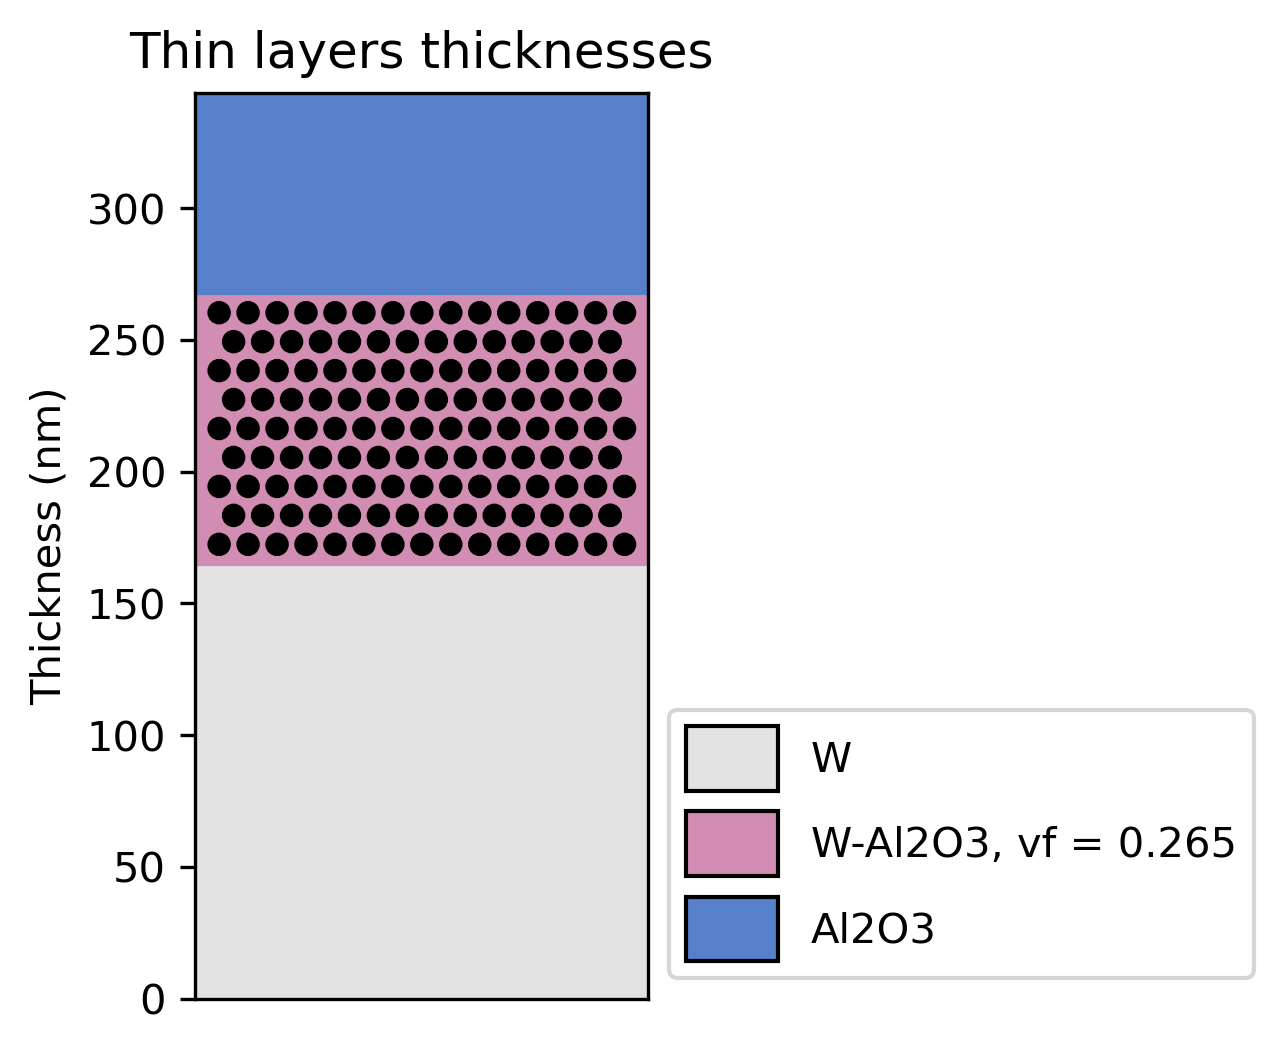 Thin layers thicknesses
Thickness (nm)
300
250
200
150
100
50
0
W
W-Al2O3, vf = 0.265
Al2O3